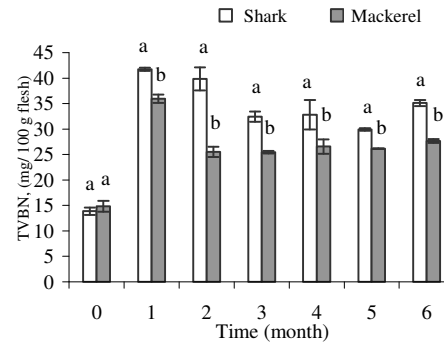 Shark Mackerel
45
40
35
30
25
20
15
10
5
0
TVBN, (mg/ 100 g flesh)
a a
a b
a b
a b
a b
a b
a b
0 1 2 3 4 5 6
Time (month)